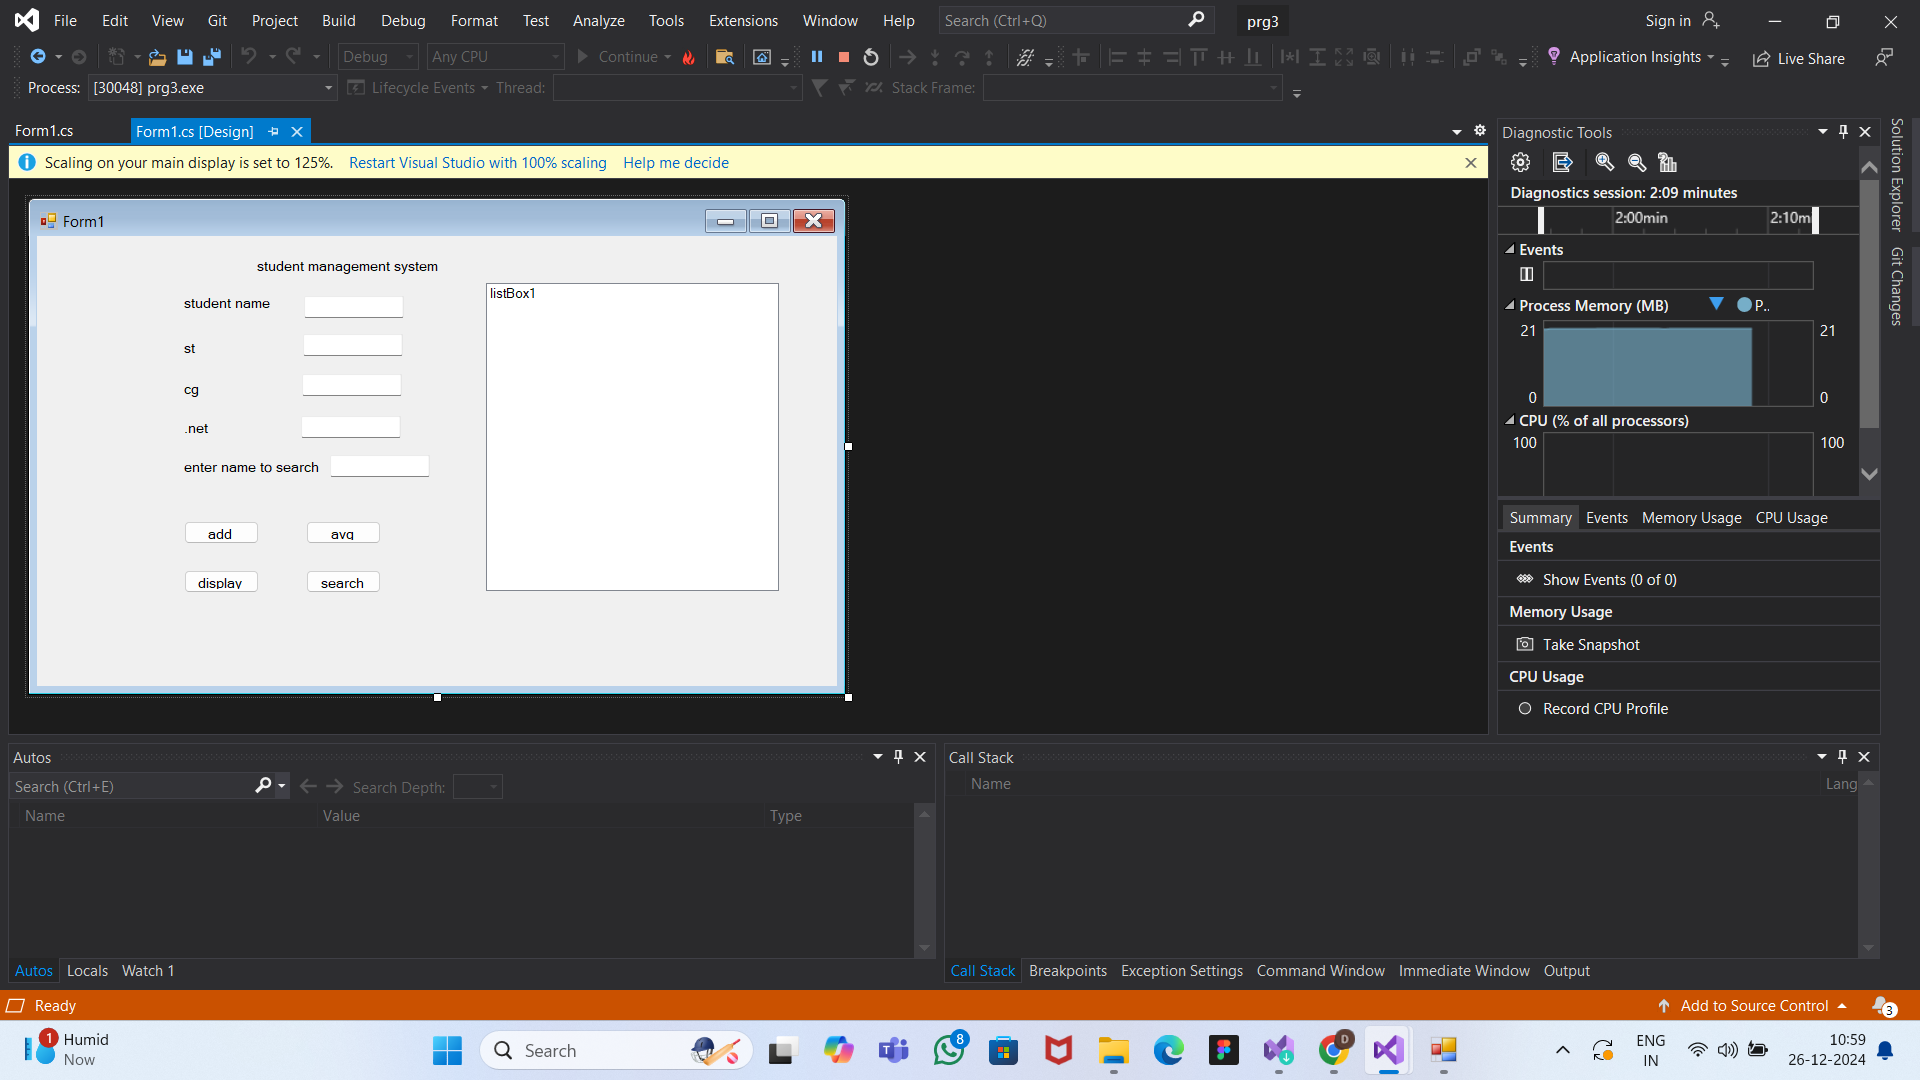 File Edit View Git Project Build Debug Format Test Analyze Tools Extensions Window Help Search (Ctrl+Q) prg3 Sign in
Debug Any CPU Continue Application Insights Live Share
Process: [30048] prg3.exe Lifecycle Events Thread: Stack Frame:
Form1.cs Form1.cs [Design]
Scaling on your main display is set to 125%. Restart Visual Studio with 100% scaling Help me decide
Form1
student management system
student name
st
cg
.net
enter name to search
add avg
display search
listBox1
Diagnostic Tools
Diagnostics session: 2:09 minutes
2:00min 2:10mi
Events
Process Memory (MB) P..
21 21
0 0
CPU (% of all processors)
100 100
Summary Events Memory Usage CPU Usage
Events
Show Events (0 of 0)
Memory Usage
Take Snapshot
CPU Usage
Record CPU Profile
Solution Explorer
Git Changes
Autos
Search (Ctrl+E) Search Depth:
Name Value Type
Autos Locals Watch 1
Call Stack
Name Lang
Call Stack Breakpoints Exception Settings Command Window Immediate Window Output
Ready Add to Source Control 3
1 Humid
Now
Search
8
D
ENG
IN
10:59
26-12-2024